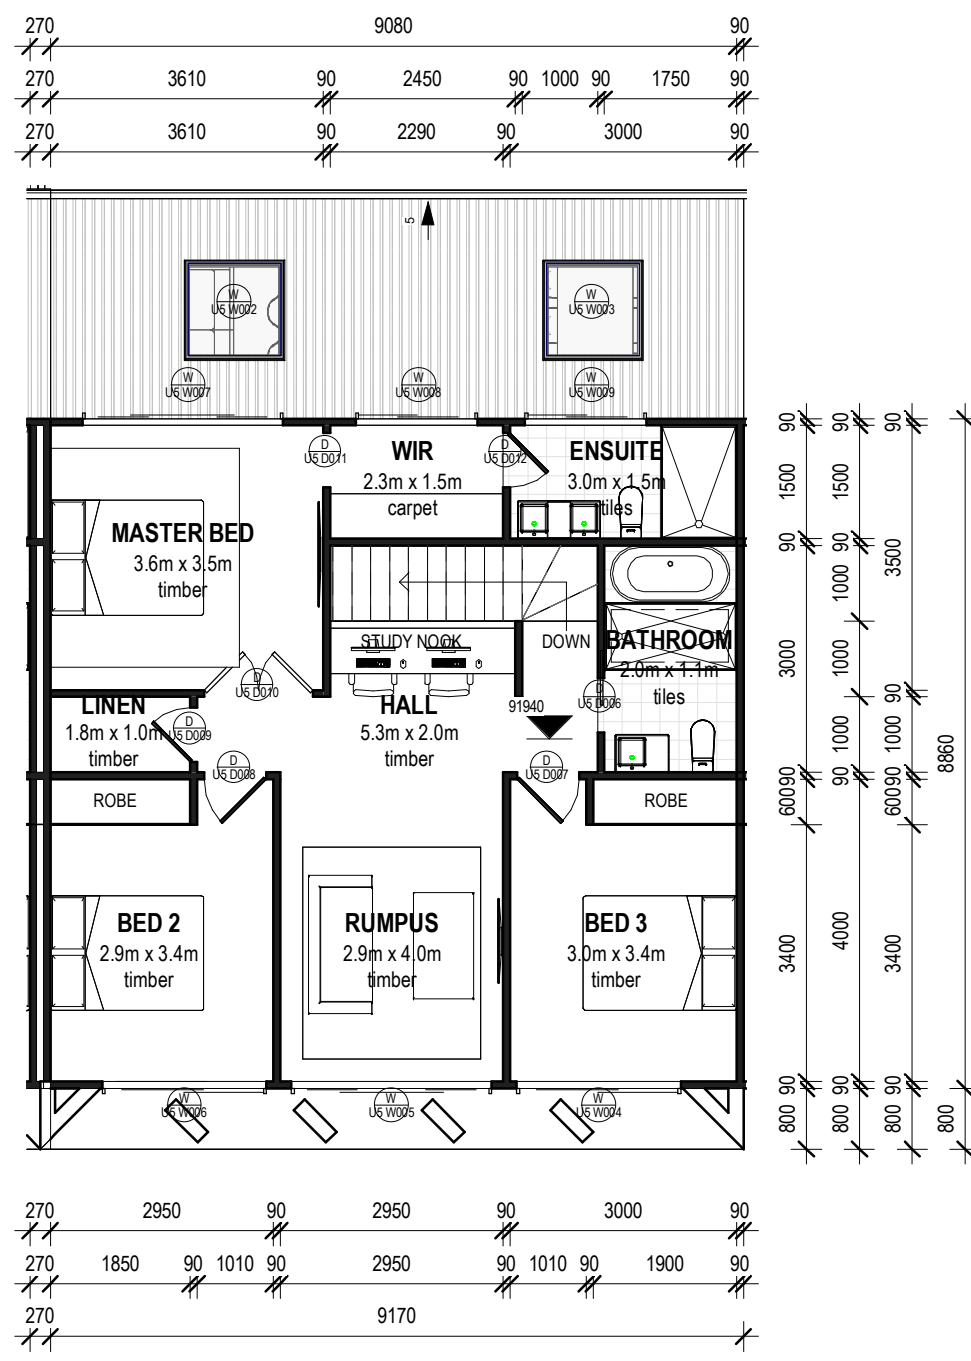 270 9080 90
270 3610 90 2450 90 1000 90 1750 90
270 3610 90 2290 90 3000 90
5
W
U5 W002
W
U5 W003
W
U5 W007
W
U5 W008
W
U5 W009
D
U5 D011
WIR
2.3m x 1.5m
carpet
D
U5 D012
ENSUITE
3.0m x 1.5m
tiles
MASTER BED
3.6m x 3.5m
timber
STUDY NOOK
DOWN
BATHROOM
2.0m x 1.1m
tiles
D
U5 D010
D
U5 D006
LINEN
1.8m x 1.0m
timber
D
U5 D009
HALL
5.3m x 2.0m
timber
91940
D
U5 D008
D
U5 D007
ROBE
ROBE
BED 2
2.9m x 3.4m
timber
RUMPUS
2.9m x 4.0m
timber
BED 3
3.0m x 3.4m
timber
W
U5 W006
W
U5 W005
W
U5 W004
90 1500 90 3000 90 600 3400 90 800
90 1500 90 1000 1000 1000 90 4000 90 800
90 3500 90 1000 90 600 3400 90 800
8860 800
270 2950 90 2950 90 3000 90
270 1850 90 1010 90 2950 90 1010 90 1900 90
270 9170